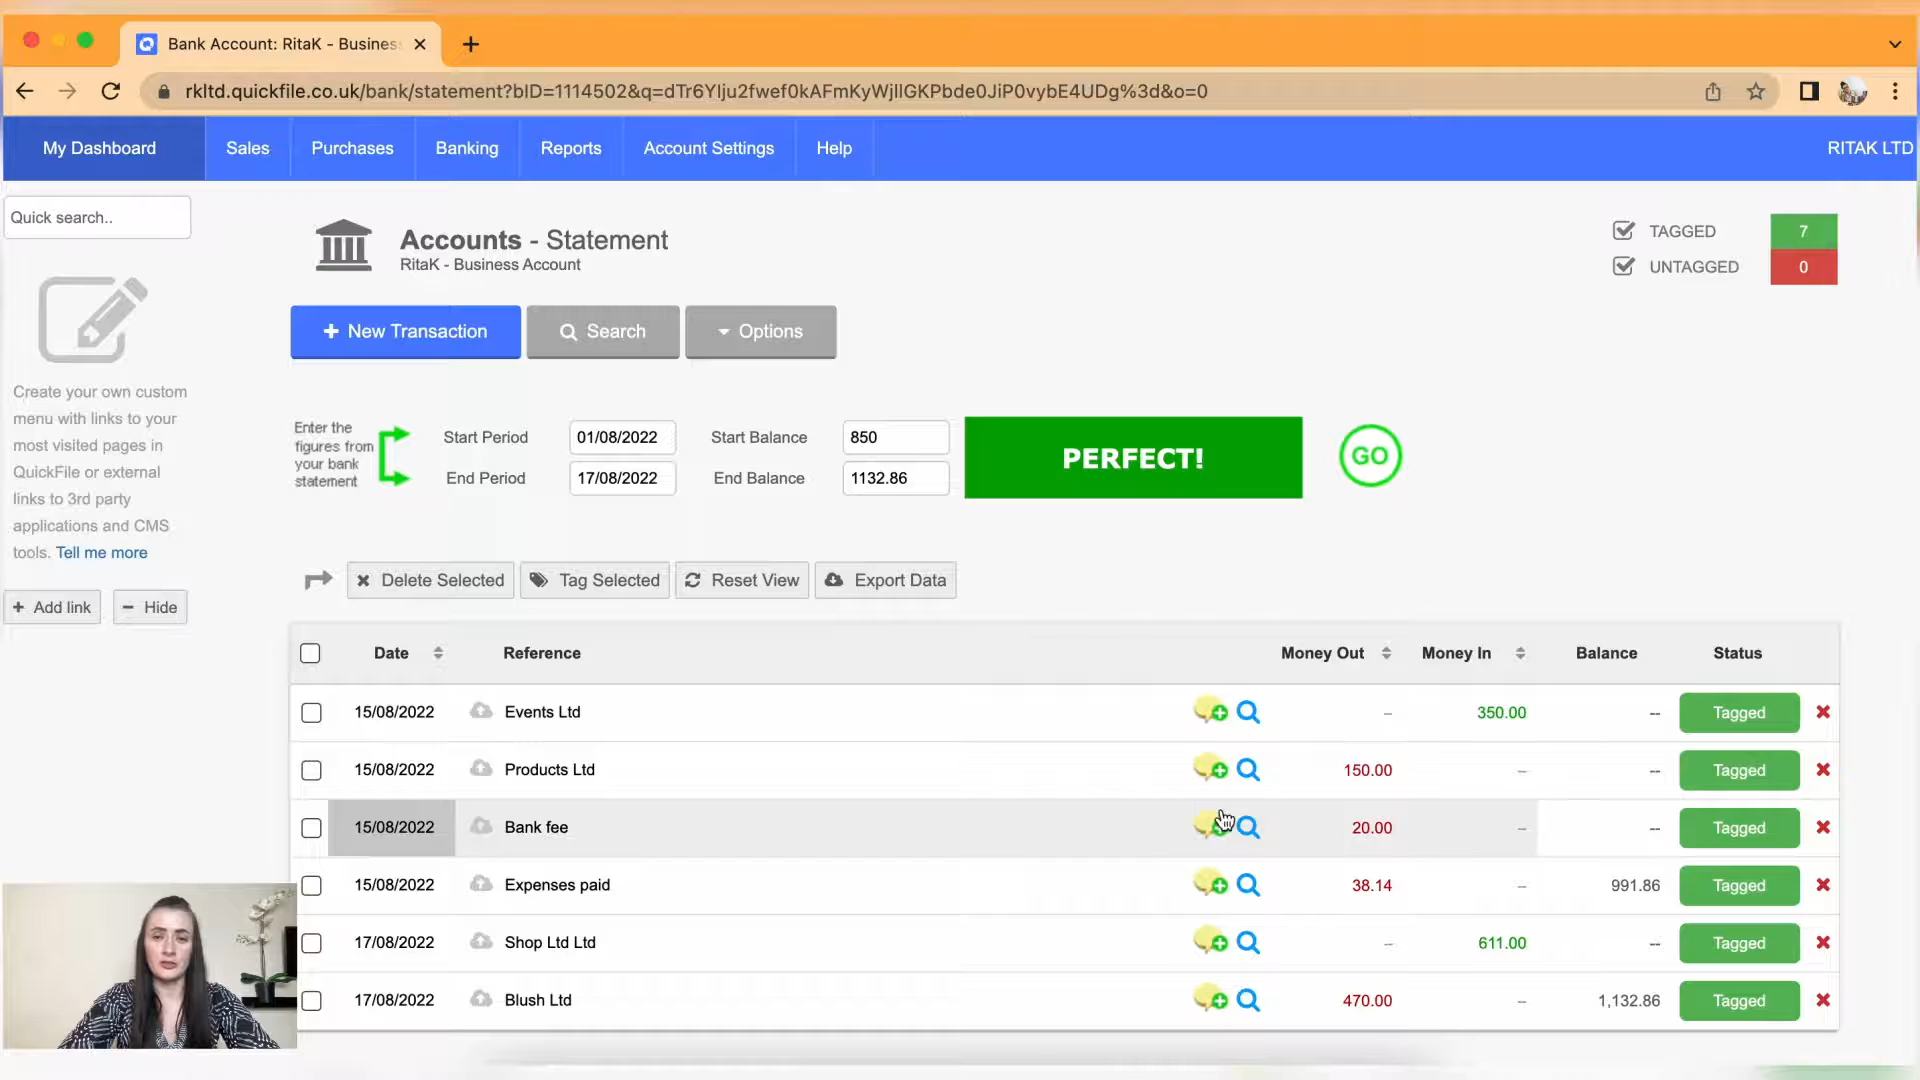 Bank Account: RitaK - Busines
rkltd.quickfile.co.uk/bank/statement?bID=1114502&q=dTr6YIju2fwef0kAFmKyWjllGKPbde0JiP0vybE4UDg%3d&o=0
My Dashboard Sales Purchases Banking Reports Account Settings Help RITAK LTD
Quick search..
Accounts - Statement
RitaK - Business Account
TAGGED 7
UNTAGGED 0
New Transaction Search Options
Create your own custom
menu with links to your
most visited pages in
QuickFile or external
links to 3rd party
applications and CMS
tools. Tell me more
Add link Hide
Enter the
figures from
your bank
statement
Start Period 01/08/2022 Start Balance 850
End Period 17/08/2022 End Balance 1132.86
PERFECT!
GO
Delete Selected Tag Selected Reset View Export Data
Date Reference Money Out Money In Balance Status
15/08/2022 Events Ltd – 350.00 -- Tagged
15/08/2022 Products Ltd 150.00 – -- Tagged
15/08/2022 Bank fee 20.00 – -- Tagged
15/08/2022 Expenses paid 38.14 – 991.86 Tagged
17/08/2022 Shop Ltd Ltd – 611.00 -- Tagged
17/08/2022 Blush Ltd 470.00 – 1,132.86 Tagged